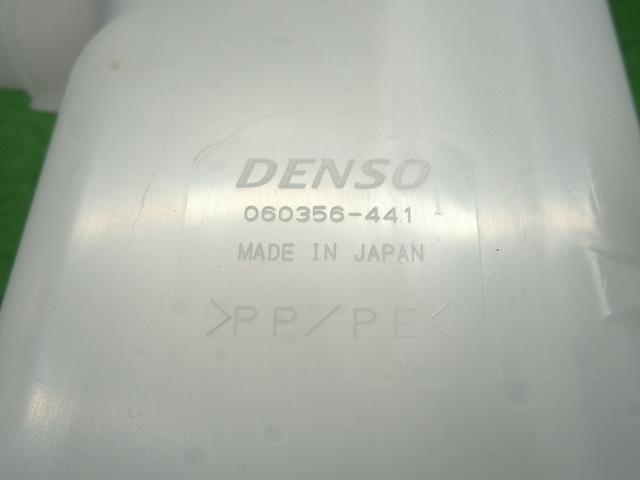 DENSO
060356-441
MADE IN JAPAN
>PP/PE<